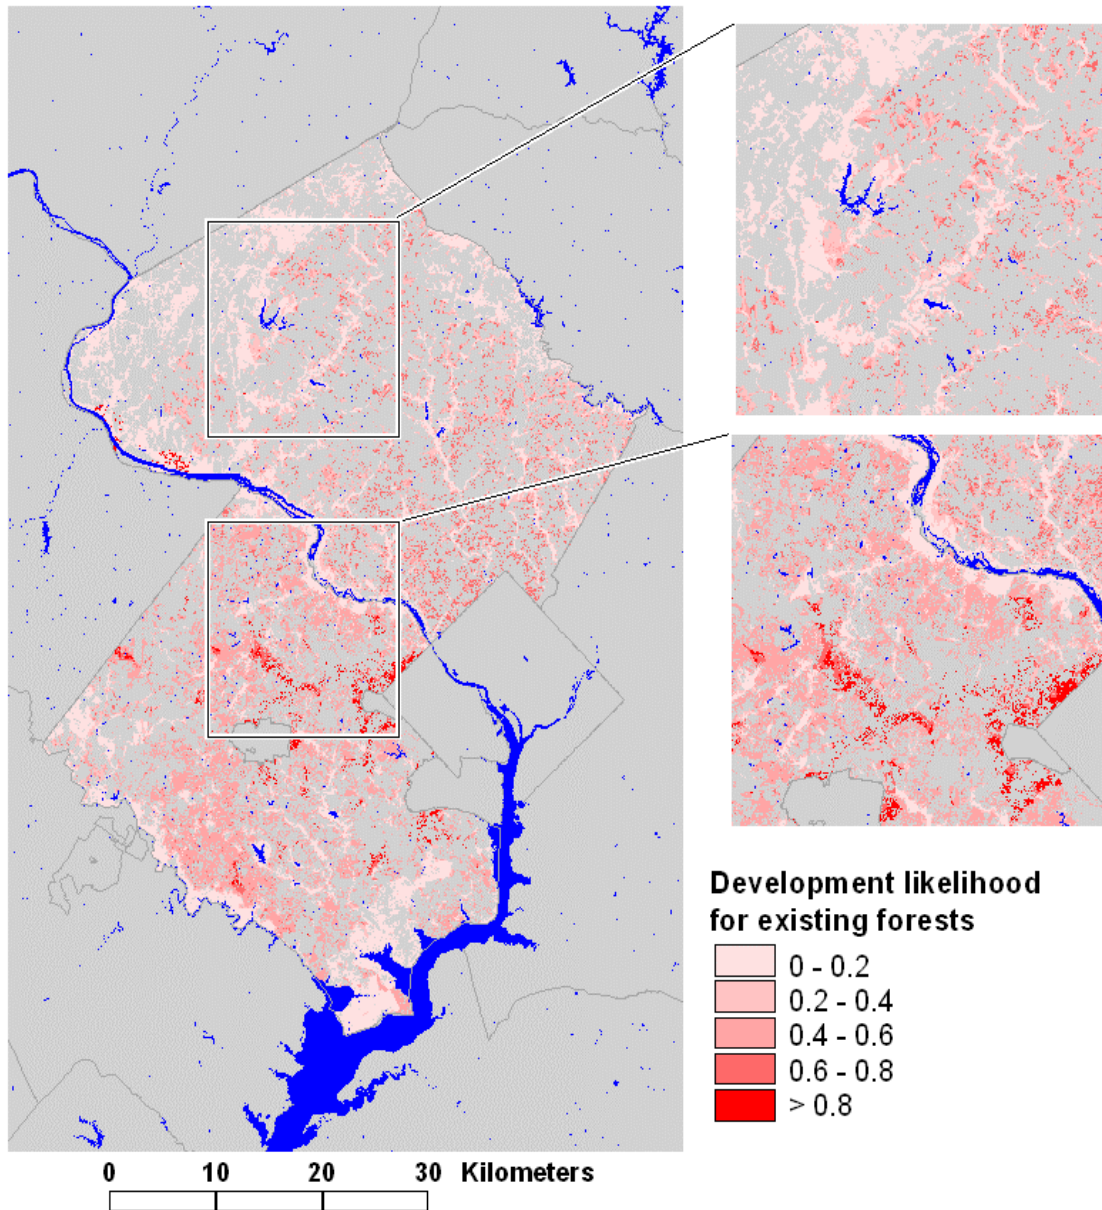 Development likelihood
for existing forests
0 - 0.2
0.2 - 0.4
0.4 - 0.6
0.6 - 0.8
> 0.8
0 10 20 30 Kilometers